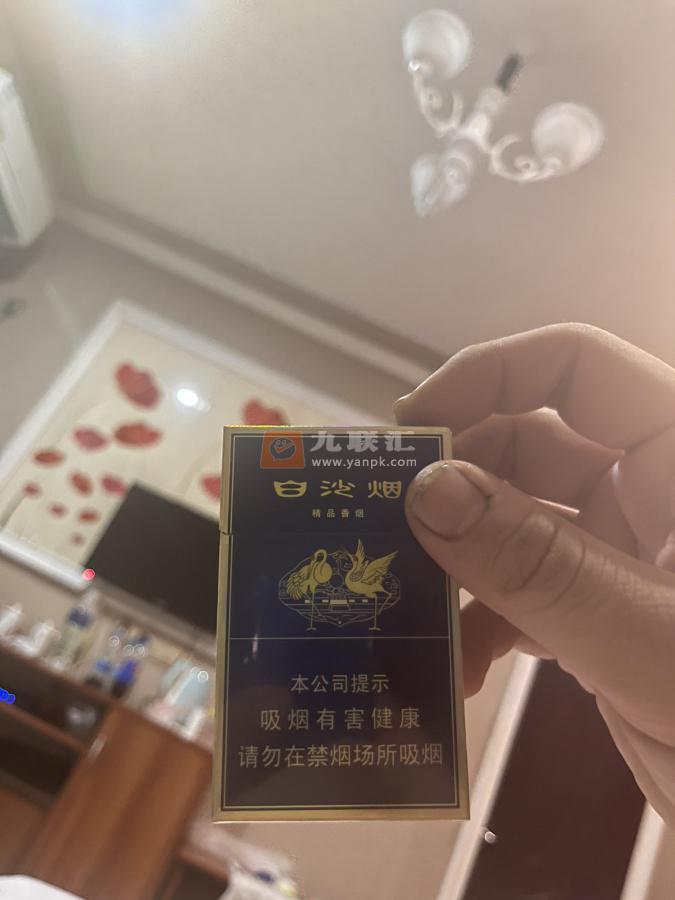 九联汇
www.yanpk.com
白沙烟
精品香烟
本公司提示
吸烟有害健康
请勿在禁烟场所吸烟